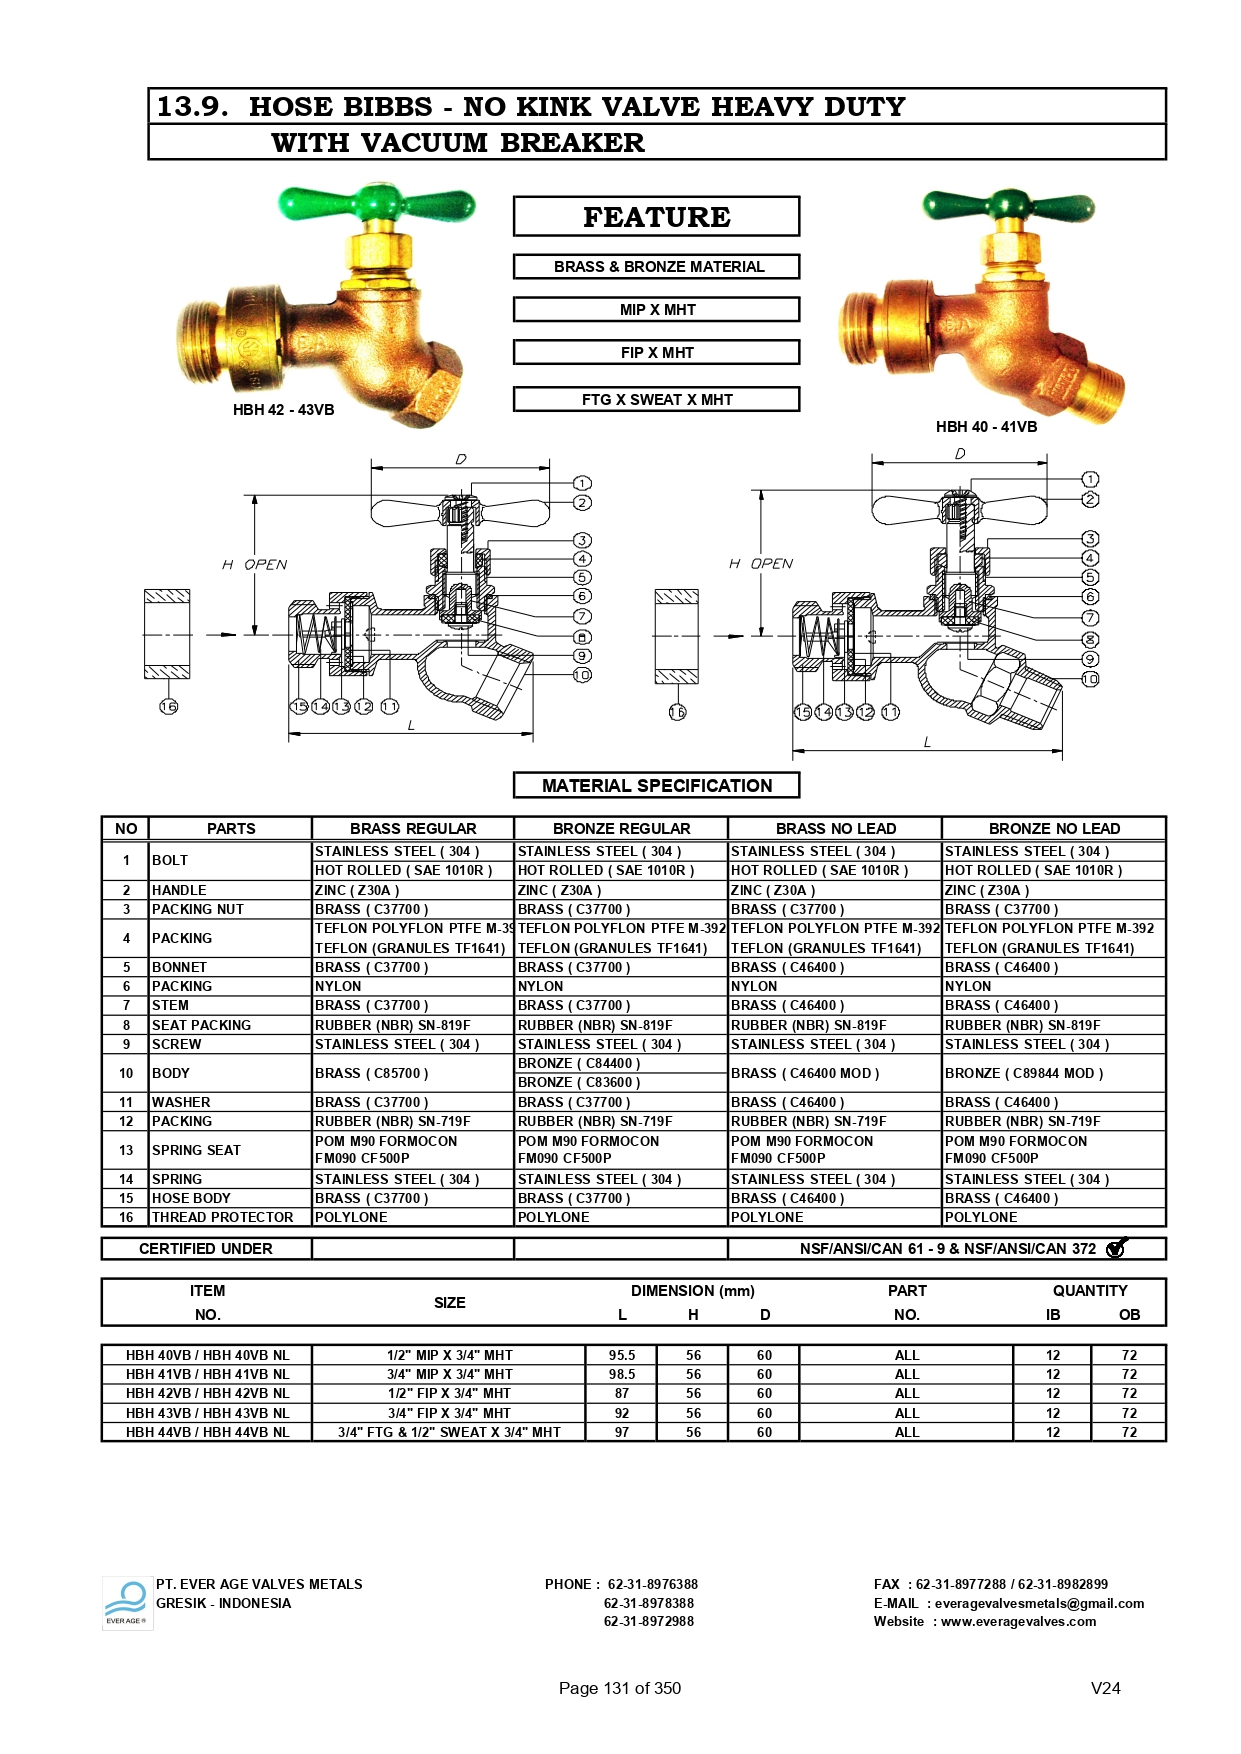 13.9. HOSE BIBBS - NO KINK VALVE HEAVY DUTY
WITH VACUUM BREAKER
FEATURE
BRASS & BRONZE MATERIAL
MIP X MHT
FIP X MHT
FTG X SWEAT X MHT
HBH 42 - 43VB
HBH 40 - 41VB
D
1
2
3
H OPEN
4
5
6
7
8
9
10
16
15 14 13 12 11
L
D
1
2
3
H OPEN
4
5
6
7
8
9
10
16
15 14 13 12 11
L
MATERIAL SPECIFICATION
NO PARTS BRASS REGULAR BRONZE REGULAR BRASS NO LEAD BRONZE NO LEAD
1 BOLT STAINLESS STEEL ( 304 ) STAINLESS STEEL ( 304 ) STAINLESS STEEL ( 304 ) STAINLESS STEEL ( 304 )
HOT ROLLED ( SAE 1010R ) HOT ROLLED ( SAE 1010R ) HOT ROLLED ( SAE 1010R ) HOT ROLLED ( SAE 1010R )
2 HANDLE ZINC ( Z30A ) ZINC ( Z30A ) ZINC ( Z30A ) ZINC ( Z30A )
3 PACKING NUT BRASS ( C37700 ) BRASS ( C37700 ) BRASS ( C37700 ) BRASS ( C37700 )
4 PACKING TEFLON POLYFLON PTFE M-39 TEFLON POLYFLON PTFE M-392 TEFLON POLYFLON PTFE M-392 TEFLON POLYFLON PTFE M-392
TEFLON (GRANULES TF1641) TEFLON (GRANULES TF1641) TEFLON (GRANULES TF1641) TEFLON (GRANULES TF1641)
5 BONNET BRASS ( C37700 ) BRASS ( C37700 ) BRASS ( C46400 ) BRASS ( C46400 )
6 PACKING NYLON NYLON NYLON NYLON
7 STEM BRASS ( C37700 ) BRASS ( C37700 ) BRASS ( C46400 ) BRASS ( C46400 )
8 SEAT PACKING RUBBER (NBR) SN-819F RUBBER (NBR) SN-819F RUBBER (NBR) SN-819F RUBBER (NBR) SN-819F
9 SCREW STAINLESS STEEL ( 304 ) STAINLESS STEEL ( 304 ) STAINLESS STEEL ( 304 ) STAINLESS STEEL ( 304 )
10 BODY BRASS ( C85700 ) BRONZE ( C84400 ) BRASS ( C46400 MOD ) BRONZE ( C89844 MOD )
BRONZE ( C83600 )
11 WASHER BRASS ( C37700 ) BRASS ( C37700 ) BRASS ( C46400 ) BRASS ( C46400 )
12 PACKING RUBBER (NBR) SN-719F RUBBER (NBR) SN-719F RUBBER (NBR) SN-719F RUBBER (NBR) SN-719F
13 SPRING SEAT POM M90 FORMOCON POM M90 FORMOCON POM M90 FORMOCON POM M90 FORMOCON
FM090 CF500P FM090 CF500P FM090 CF500P FM090 CF500P
14 SPRING STAINLESS STEEL ( 304 ) STAINLESS STEEL ( 304 ) STAINLESS STEEL ( 304 ) STAINLESS STEEL ( 304 )
15 HOSE BODY BRASS ( C37700 ) BRASS ( C37700 ) BRASS ( C46400 ) BRASS ( C46400 )
16 THREAD PROTECTOR POLYLONE POLYLONE POLYLONE POLYLONE
CERTIFIED UNDER NSF/ANSI/CAN 61 - 9 & NSF/ANSI/CAN 372
ITEM SIZE DIMENSION (mm) PART QUANTITY
NO. L H D NO. IB OB
HBH 40VB / HBH 40VB NL 1/2" MIP X 3/4" MHT 95.5 56 60 ALL 12 72
HBH 41VB / HBH 41VB NL 3/4" MIP X 3/4" MHT 98.5 56 60 ALL 12 72
HBH 42VB / HBH 42VB NL 1/2" FIP X 3/4" MHT 87 56 60 ALL 12 72
HBH 43VB / HBH 43VB NL 3/4" FIP X 3/4" MHT 92 56 60 ALL 12 72
HBH 44VB / HBH 44VB NL 3/4" FTG & 1/2" SWEAT X 3/4" MHT 97 56 60 ALL 12 72
EVER AGE ®
PT. EVER AGE VALVES METALS PHONE : 62-31-8976388 FAX : 62-31-8977288 / 62-31-8982899
GRESIK - INDONESIA 62-31-8978388 E-MAIL : everagevalvesmetals@gmail.com
62-31-8972988 Website : www.everagevalves.com
Page 131 of 350 V24